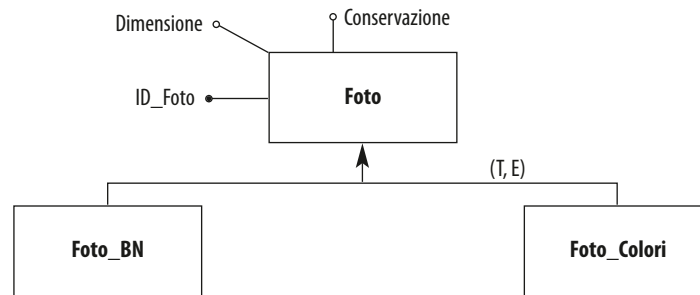 Dimensione
Conservazione
ID_Foto
Foto
(T, E)
Foto_BN
Foto_Colori